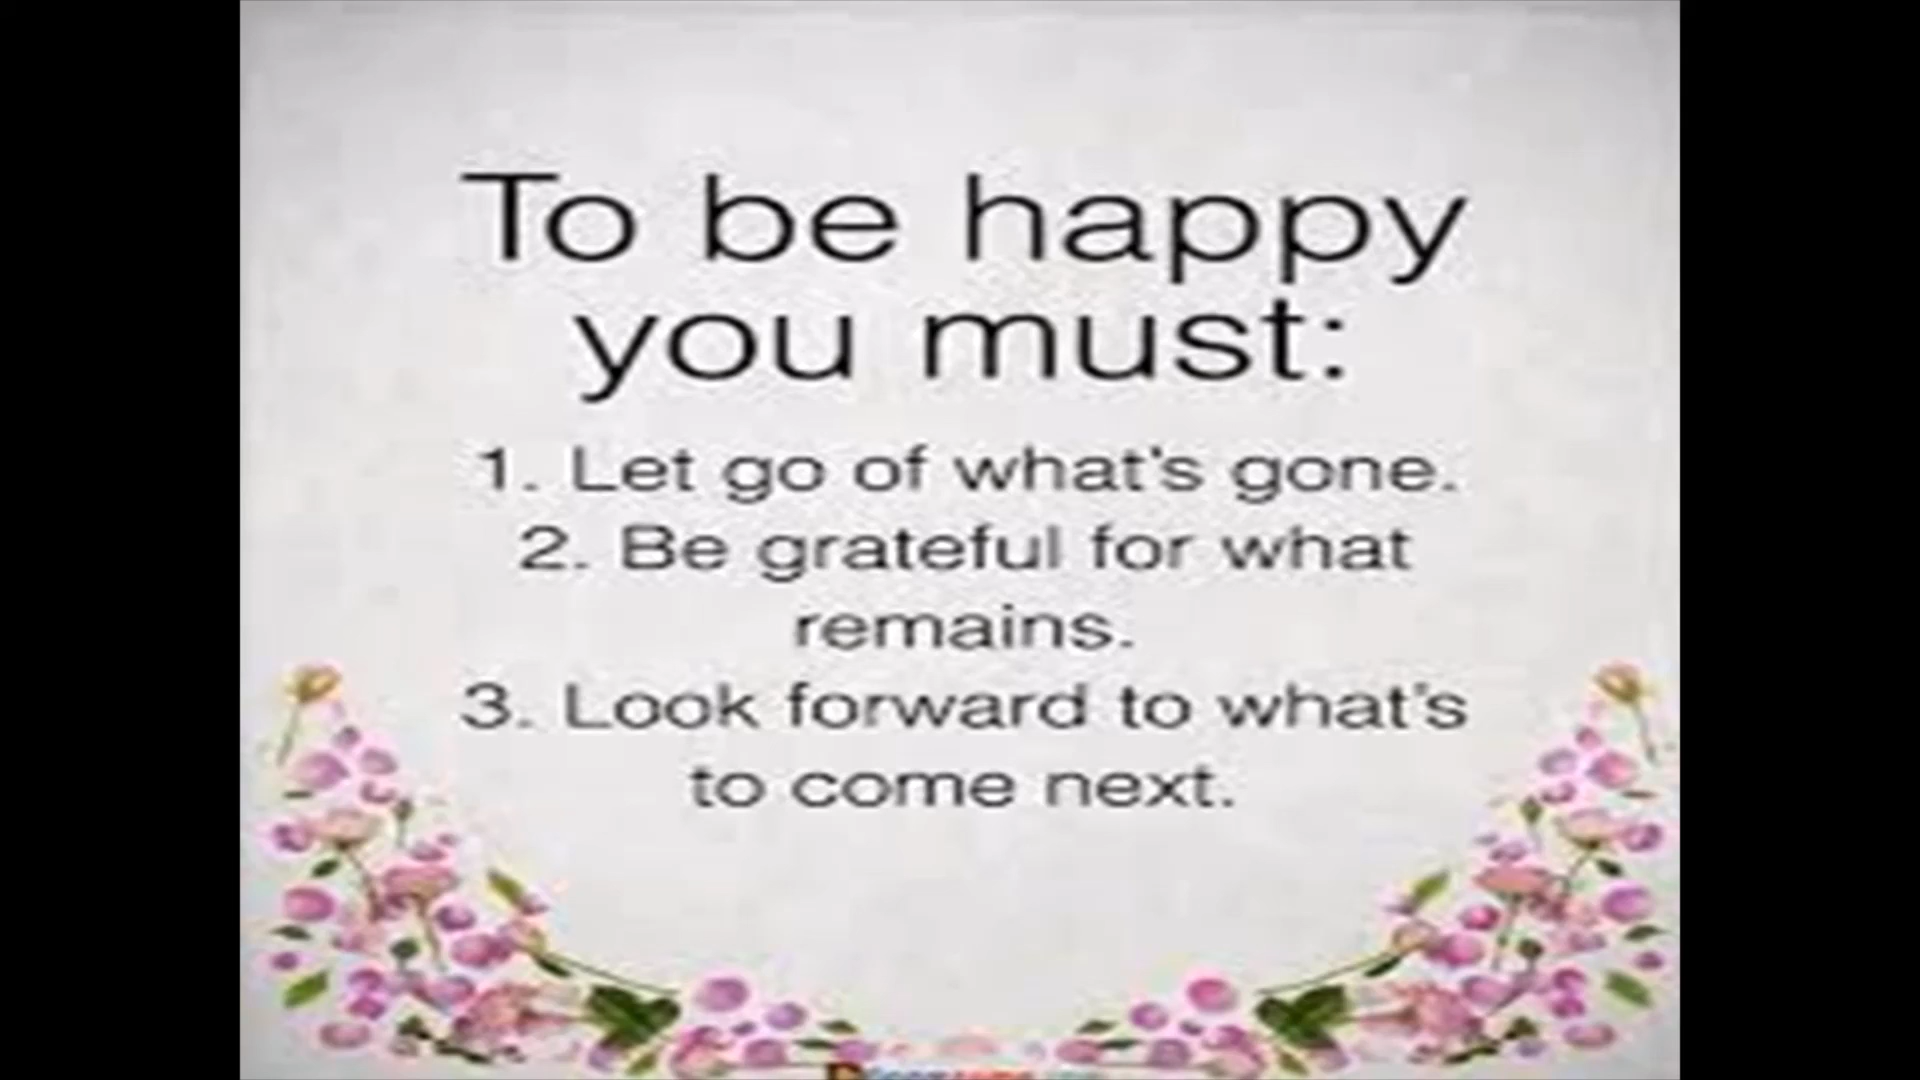 To be happy
you must:
1. Let go of what's gone.
2. Be grateful for what
remains.
3. Look forward to what's
to come next.